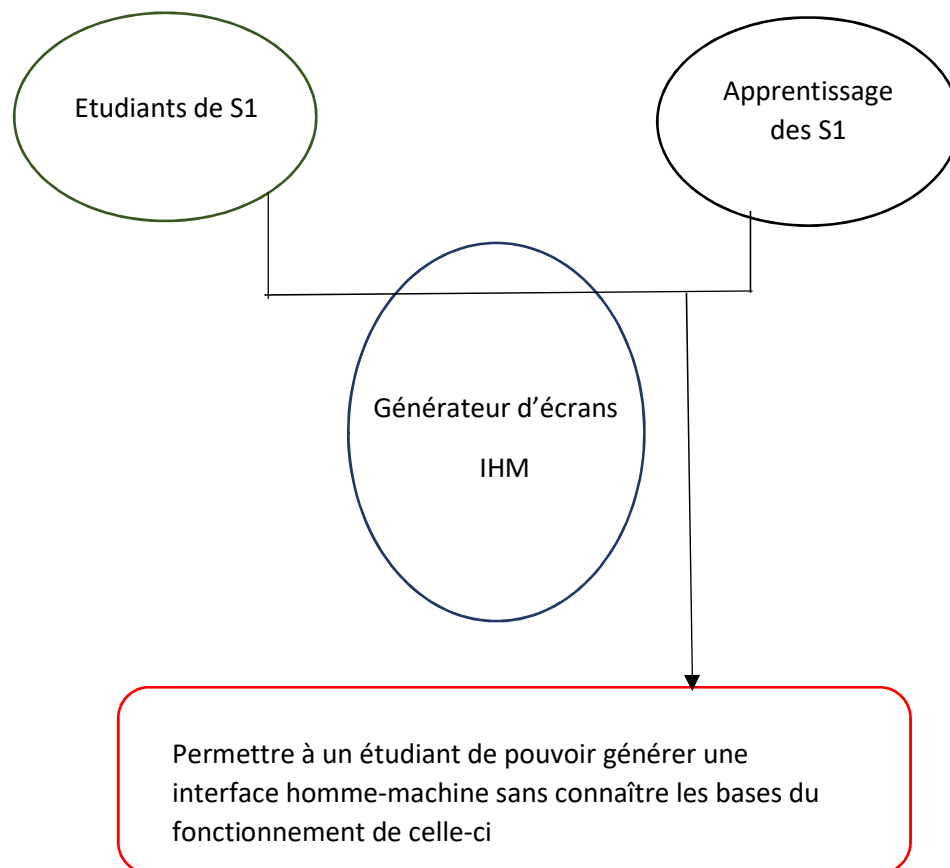 Etudiants de S1
Apprentissage
des S1
Générateur d’écrans
IHM
Permettre à un étudiant de pouvoir générer une
interface homme-machine sans connaître les bases du
fonctionnement de celle-ci